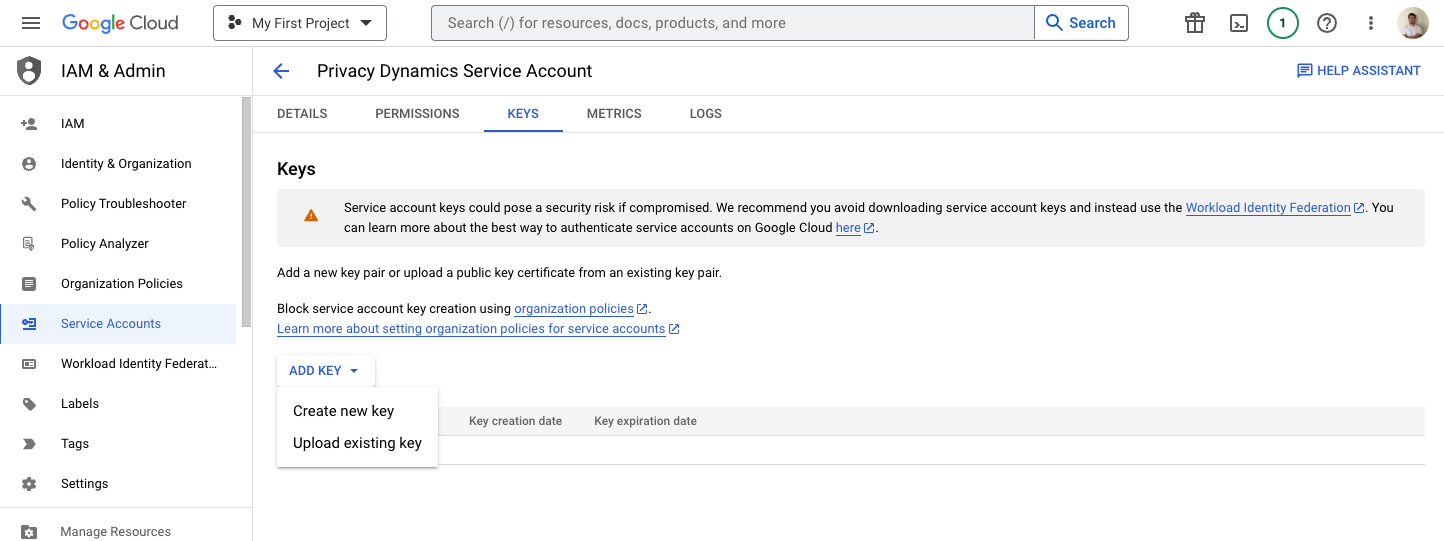 Google Cloud
My First Project
Search (/) for resources, docs, products, and more
Search
1
IAM & Admin
Privacy Dynamics Service Account
HELP ASSISTANT
IAM
Identity & Organization
Policy Troubleshooter
Policy Analyzer
Organization Policies
Service Accounts
Workload Identity Federat...
Labels
Tags
Settings
Manage Resources
DETAILS
PERMISSIONS
KEYS
METRICS
LOGS
Keys
Service account keys could pose a security risk if compromised. We recommend you avoid downloading service account keys and instead use the Workload Identity Federation. You
can learn more about the best way to authenticate service accounts on Google Cloud here.
Add a new key pair or upload a public key certificate from an existing key pair.
Block service account key creation using organization policies.
Learn more about setting organization policies for service accounts
ADD KEY
Create new key
Upload existing key
Key creation date
Key expiration date